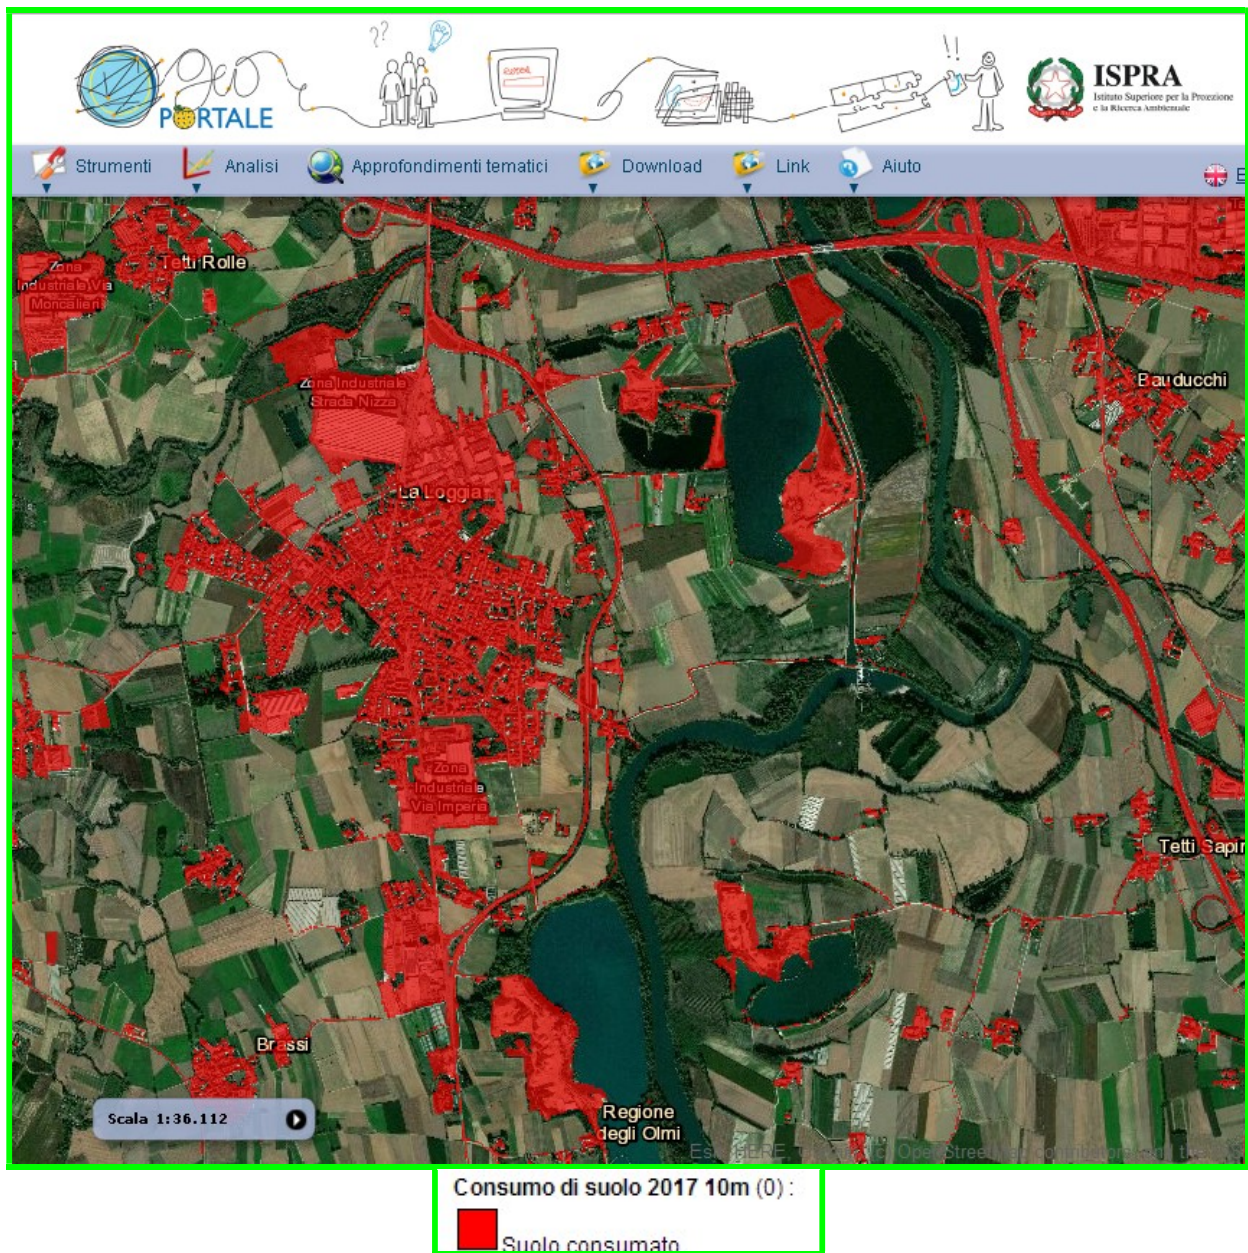 ??
!!
geo
PORTALE
ISPRA
Istituto Superiore per la Protezione
e la Ricerca Ambientale
Strumenti
Analisi
Approfondimenti tematici
Download
Link
Aiuto
E
Tetti Rolle
Zona
Industriale Via
Moncalieri
Zona Industriale
Strada Nizza
Bauducchi
La Loggia
Zona
Industriale
Via Imperia
Tetti Sapin
Brassi
Scala 1:36.112
Regione
degli Olmi
Consumo di suolo 2017 10m (0) :
Suolo consumato